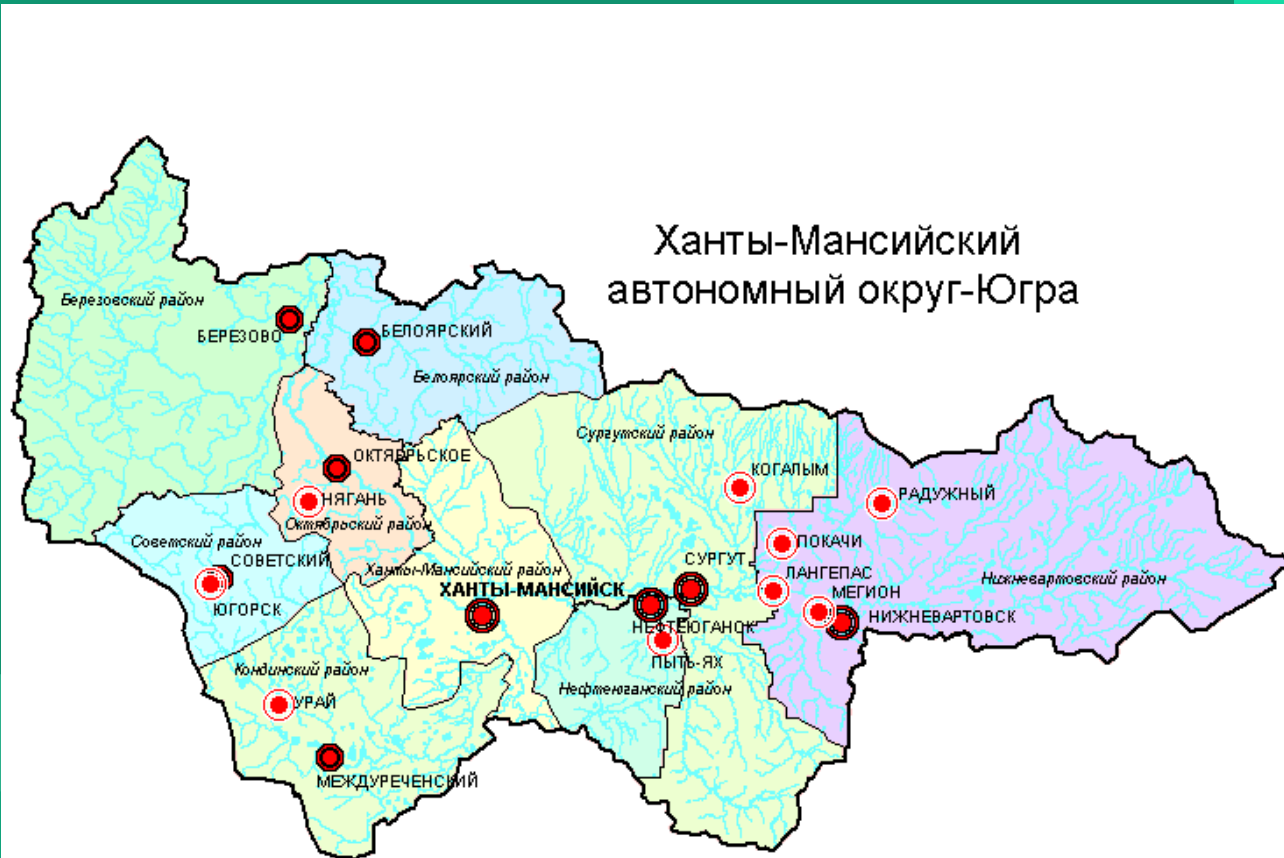 Ханты-Мансийский
автономный округ-Югра
Березовский район
БЕРЕЗОВО
БЕЛОЯРСКИЙ
Белоярский район
Сургутский район
ОКТЯБРЬСКОЕ
КОГАЛЫМ
НЯГАНЬ
РАДУЖНЫЙ
Октябрьский район
Советский район
ПОКАЧИ
СОВЕТСКИЙ
СУРГУТ
Ханты-Мансийский район
ЛАНГЕПАС
Нижневартовский район
ХАНТЫ-МАНСИЙСК
МЕГИОН
ЮГОРСК
НИЖНЕВАРТОВСК
НЕФТЕЮГАНСК
ПЫТЬ-ЯХ
Кондинский район
Нефтеюганский район
УРАЙ
МЕЖДУРЕЧЕНСКИЙ